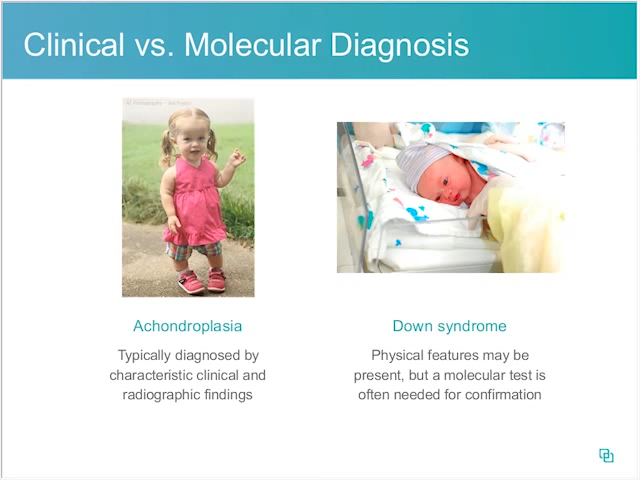 Clinical vs. Molecular Diagnosis
Achondroplasia
Typically diagnosed by
characteristic clinical and
radiographic findings
Down syndrome
Physical features may be
present, but a molecular test is
often needed for confirmation